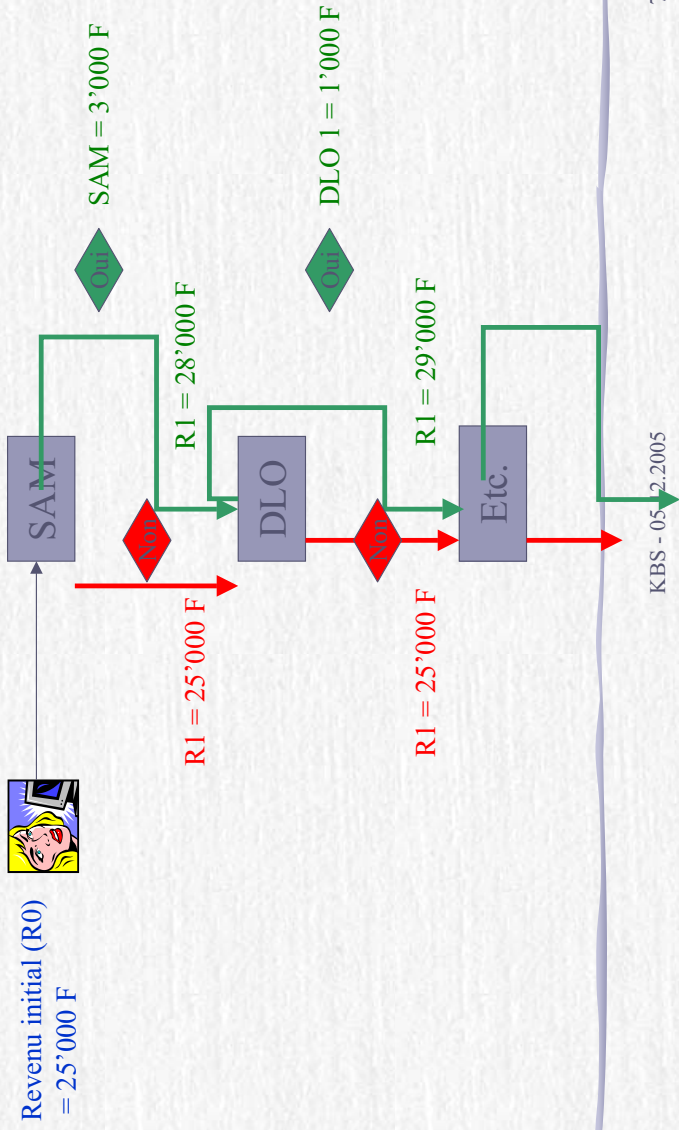 Revenu initial (R0)
= 25’000 F
SAM
Oui
SAM = 3’000 F
Non
R1 = 25’000 F
R1 = 28’000 F
DLO
Oui
DLO 1 = 1’000 F
Non
R1 = 25’000 F
R1 = 29’000 F
Etc.
KBS - 05.12.2005